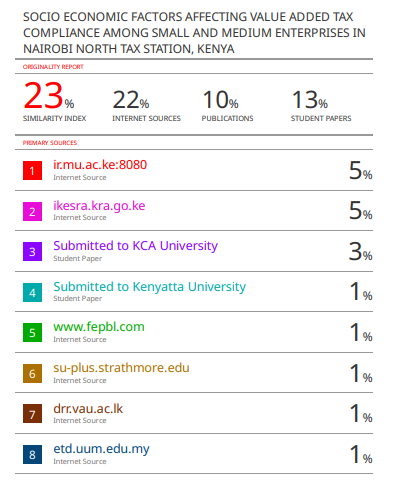 SOCIO ECONOMIC FACTORS AFFECTING VALUE ADDED TAX
COMPLIANCE AMONG SMALL AND MEDIUM ENTERPRISES IN
NAIROBI NORTH TAX STATION, KENYA
ORIGINALITY REPORT
23% 22% 10% 13%
SIMILARITY INDEX INTERNET SOURCES PUBLICATIONS STUDENT PAPERS
PRIMARY SOURCES
1 ir.mu.ac.ke:8080 5%
Internet Source
2 ikesra.kra.go.ke 5%
Internet Source
3 Submitted to KCA University 3%
Student Paper
4 Submitted to Kenyatta University 1%
Student Paper
5 www.fepbl.com 1%
Internet Source
6 su-plus.strathmore.edu 1%
Internet Source
7 drr.vau.ac.lk 1%
Internet Source
8 etd.uum.edu.my 1%
Internet Source